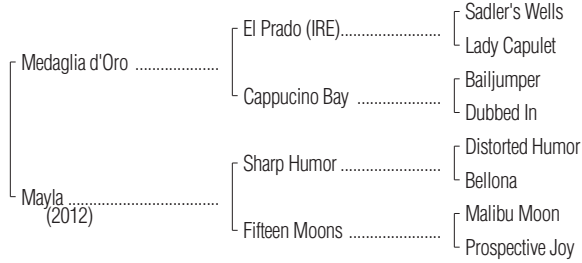 Sadler's Wells
El Prado (IRE)....................
Lady Capulet
Medaglia d'Oro .................
Bailjumper
Cappucino Bay .................
Dubbed In
Distorted Humor
Sharp Humor ....................
Bellona
Mayla ...............................
(2012)
Malibu Moon
Fifteen Moons ..................
Prospective Joy